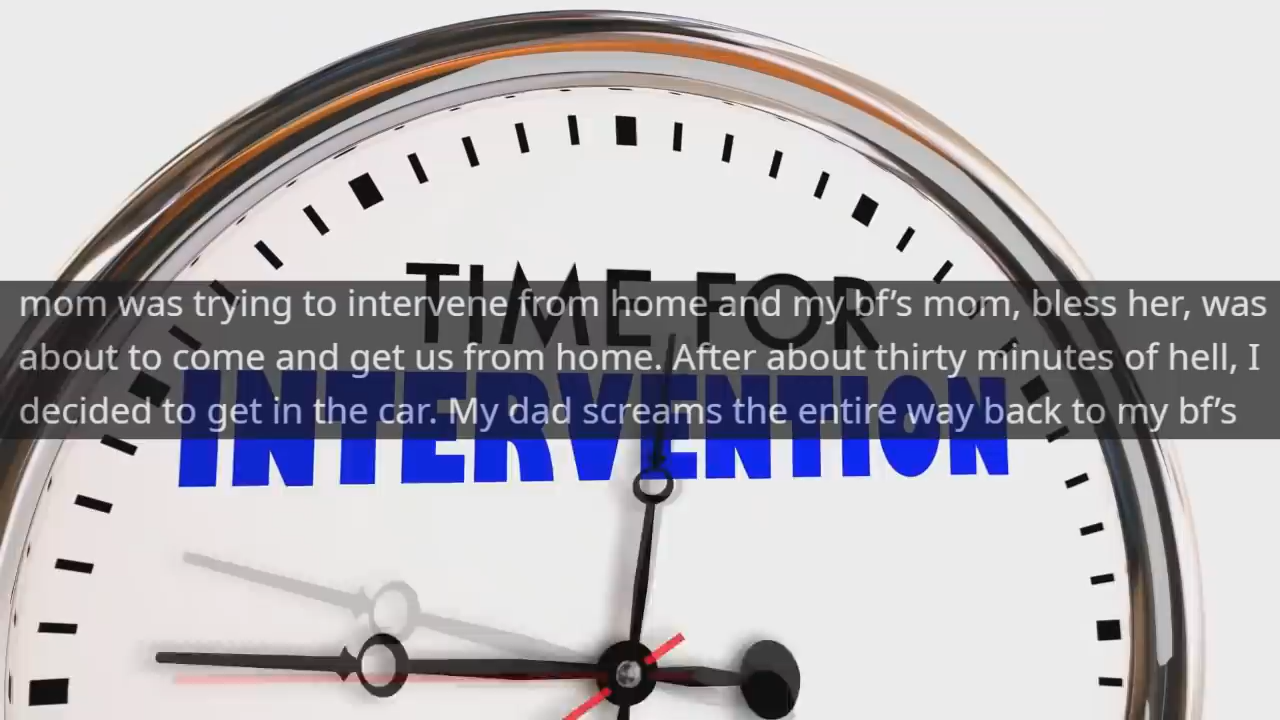 TIME FOR
mom was trying to intervene from home and my bf’s mom, bless her, was
about to come and get us from home. After about thirty minutes of hell, I
INTERVENTION
decided to get in the car. My dad screams the entire way back to my bf’s